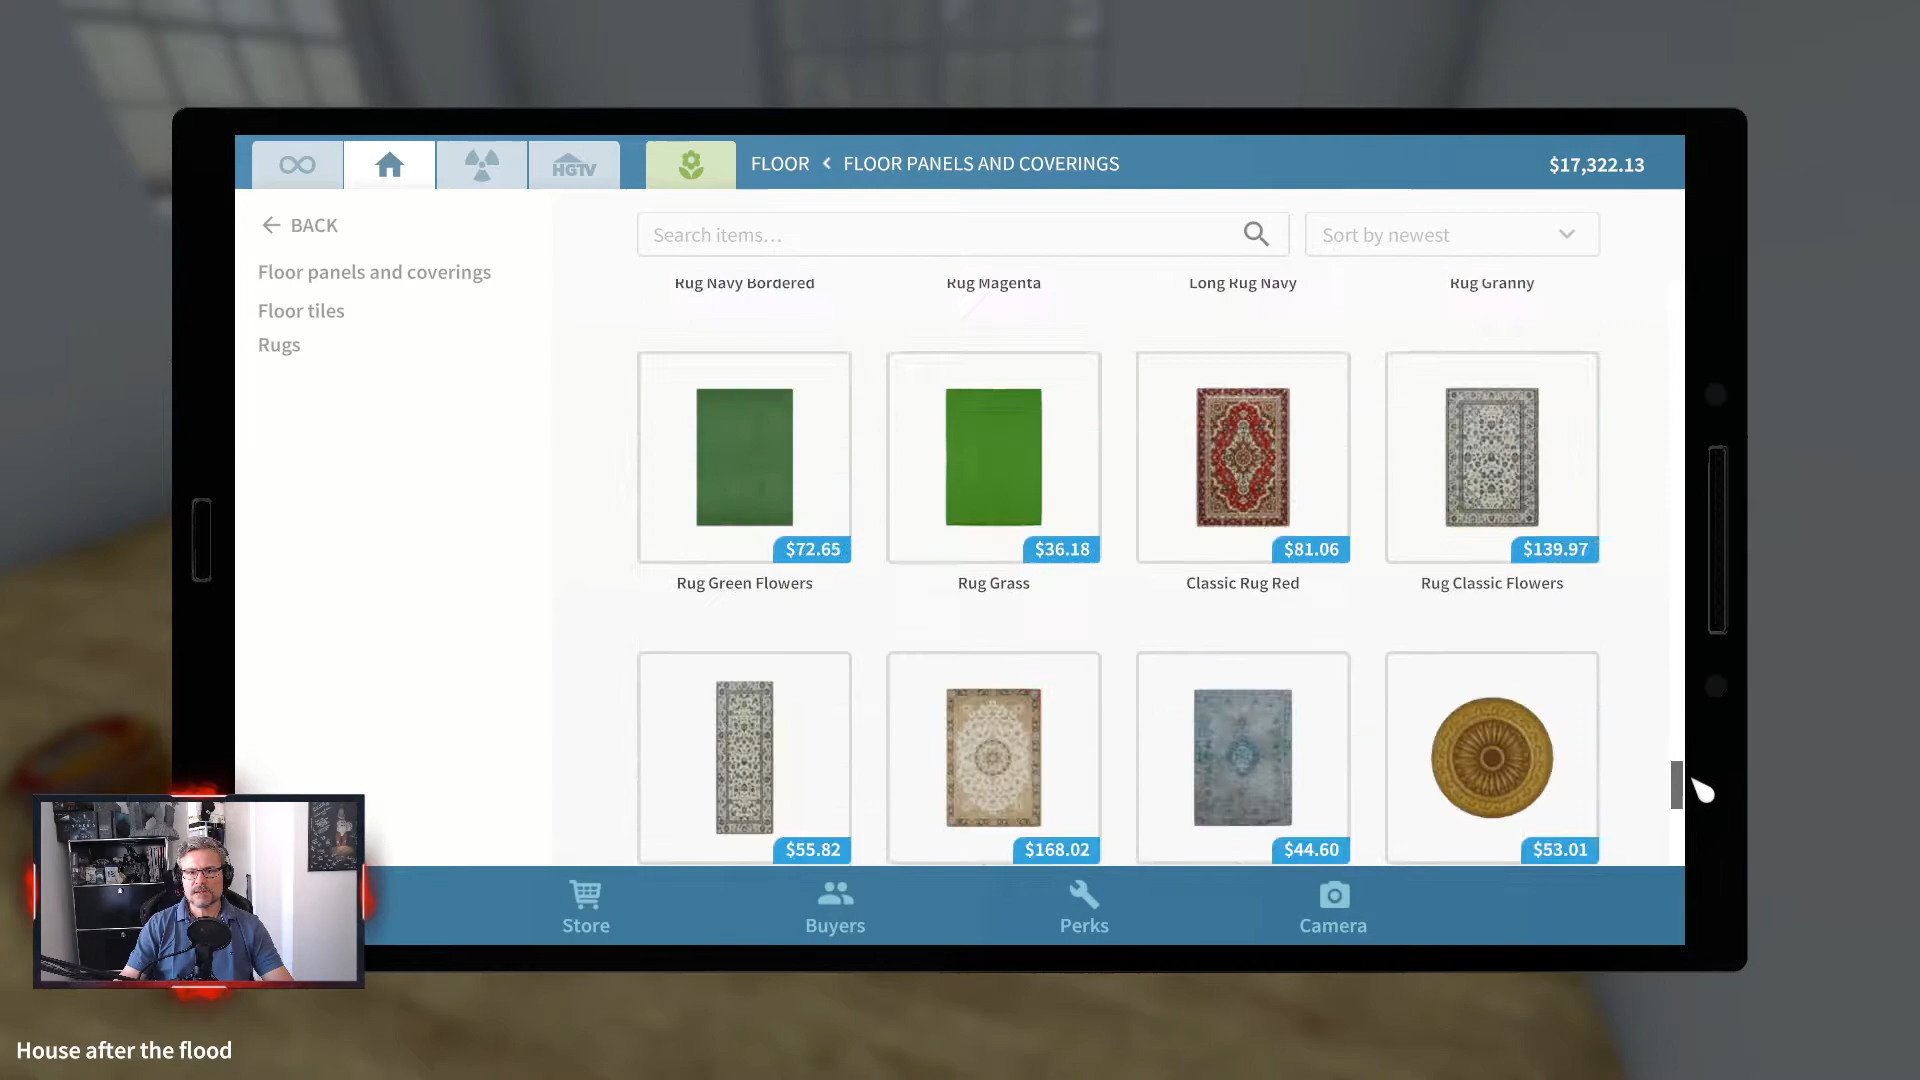 HGTV
FLOOR < FLOOR PANELS AND COVERINGS
$17,322.13
BACK
Floor panels and coverings
Floor tiles
Rugs
Search items...
Sort by newest
Rug Navy Bordered
Rug Magenta
Long Rug Navy
Rug Granny
$72.65
$36.18
$81.06
$139.97
Rug Green Flowers
Rug Grass
Classic Rug Red
Rug Classic Flowers
$55.82
$168.02
$44.60
$53.01
Store
Buyers
Perks
Camera
House after the flood